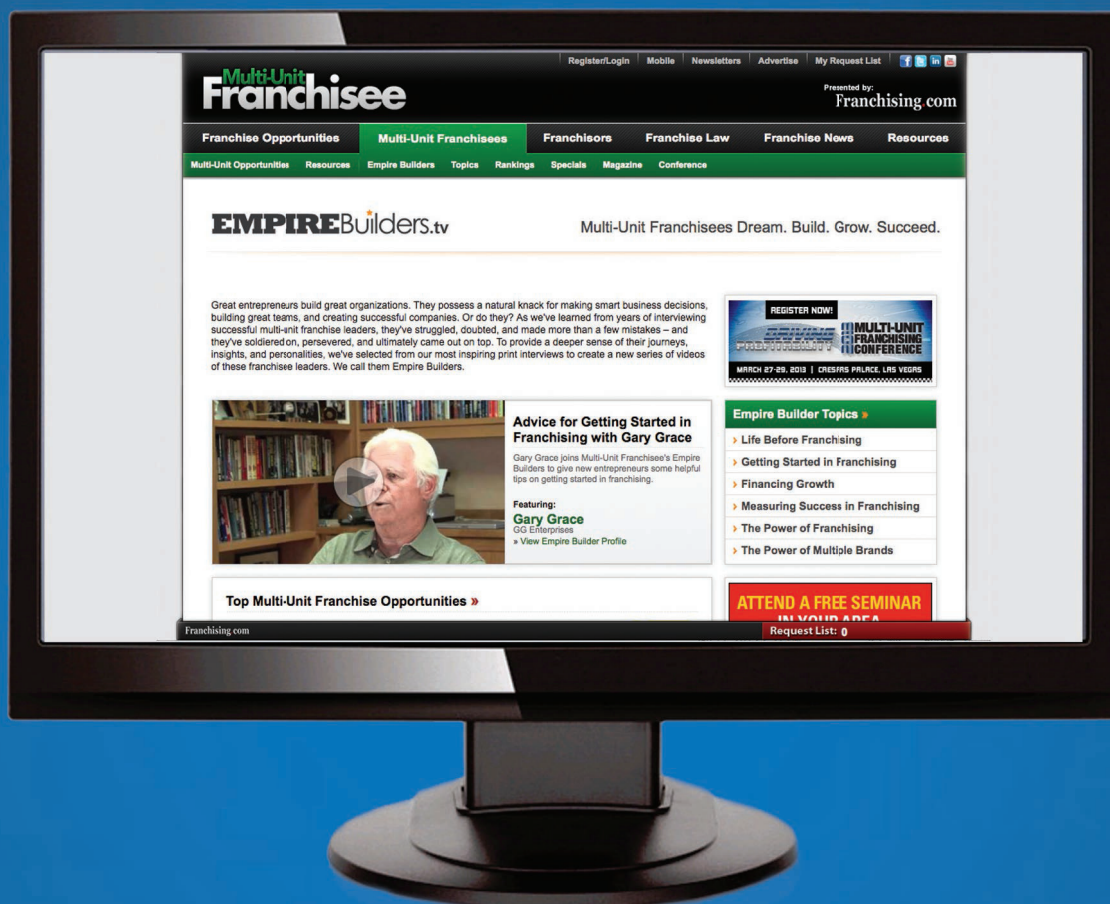 Register/Login Mobile Newsletters Advertise My Request List
Multi-Unit
Franchisee
Presented by:
Franchising.com
Franchise Opportunities Multi-Unit Franchisees Franchisors Franchise Law Franchise News Resources
Multi-Unit Opportunities Resources Empire Builders Topics Rankings Specials Magazine Conference
EMPIREBuilders.tv
Multi-Unit Franchisees Dream. Build. Grow. Succeed.
Great entrepreneurs build great organizations. They possess a natural knack for making smart business decisions,
building great teams, and creating successful companies. Or do they? As we've learned from years of interviewing
successful multi-unit franchise leaders, they've struggled, doubted, and made more than a few mistakes – and
they've soldiered on, persevered, and ultimately came out on top. To provide a deeper sense of their journeys,
insights, and personalities, we've selected from our most inspiring print interviews to create a new series of videos
of these franchise leaders. We call them Empire Builders.
REGISTER NOW!
DRIVING
PROFITABILITY
MULTI-UNIT
FRANCHISING
CONFERENCE
MARCH 27-29, 2013 | CAESARS PALACE, LAS VEGAS
Advice for Getting Started in
Franchising with Gary Grace
Gary Grace joins Multi-Unit Franchisee's Empire
Builders to give new entrepreneurs some helpful
tips on getting started in franchising.
Featuring:
Gary Grace
GG Enterprises
» View Empire Builder Profile
Empire Builder Topics »
› Life Before Franchising
› Getting Started in Franchising
› Financing Growth
› Measuring Success in Franchising
› The Power of Franchising
› The Power of Multiple Brands
Top Multi-Unit Franchise Opportunities »
ATTEND A FREE SEMINAR
IN YOUR AREA
Franchising.com
Request List: 0